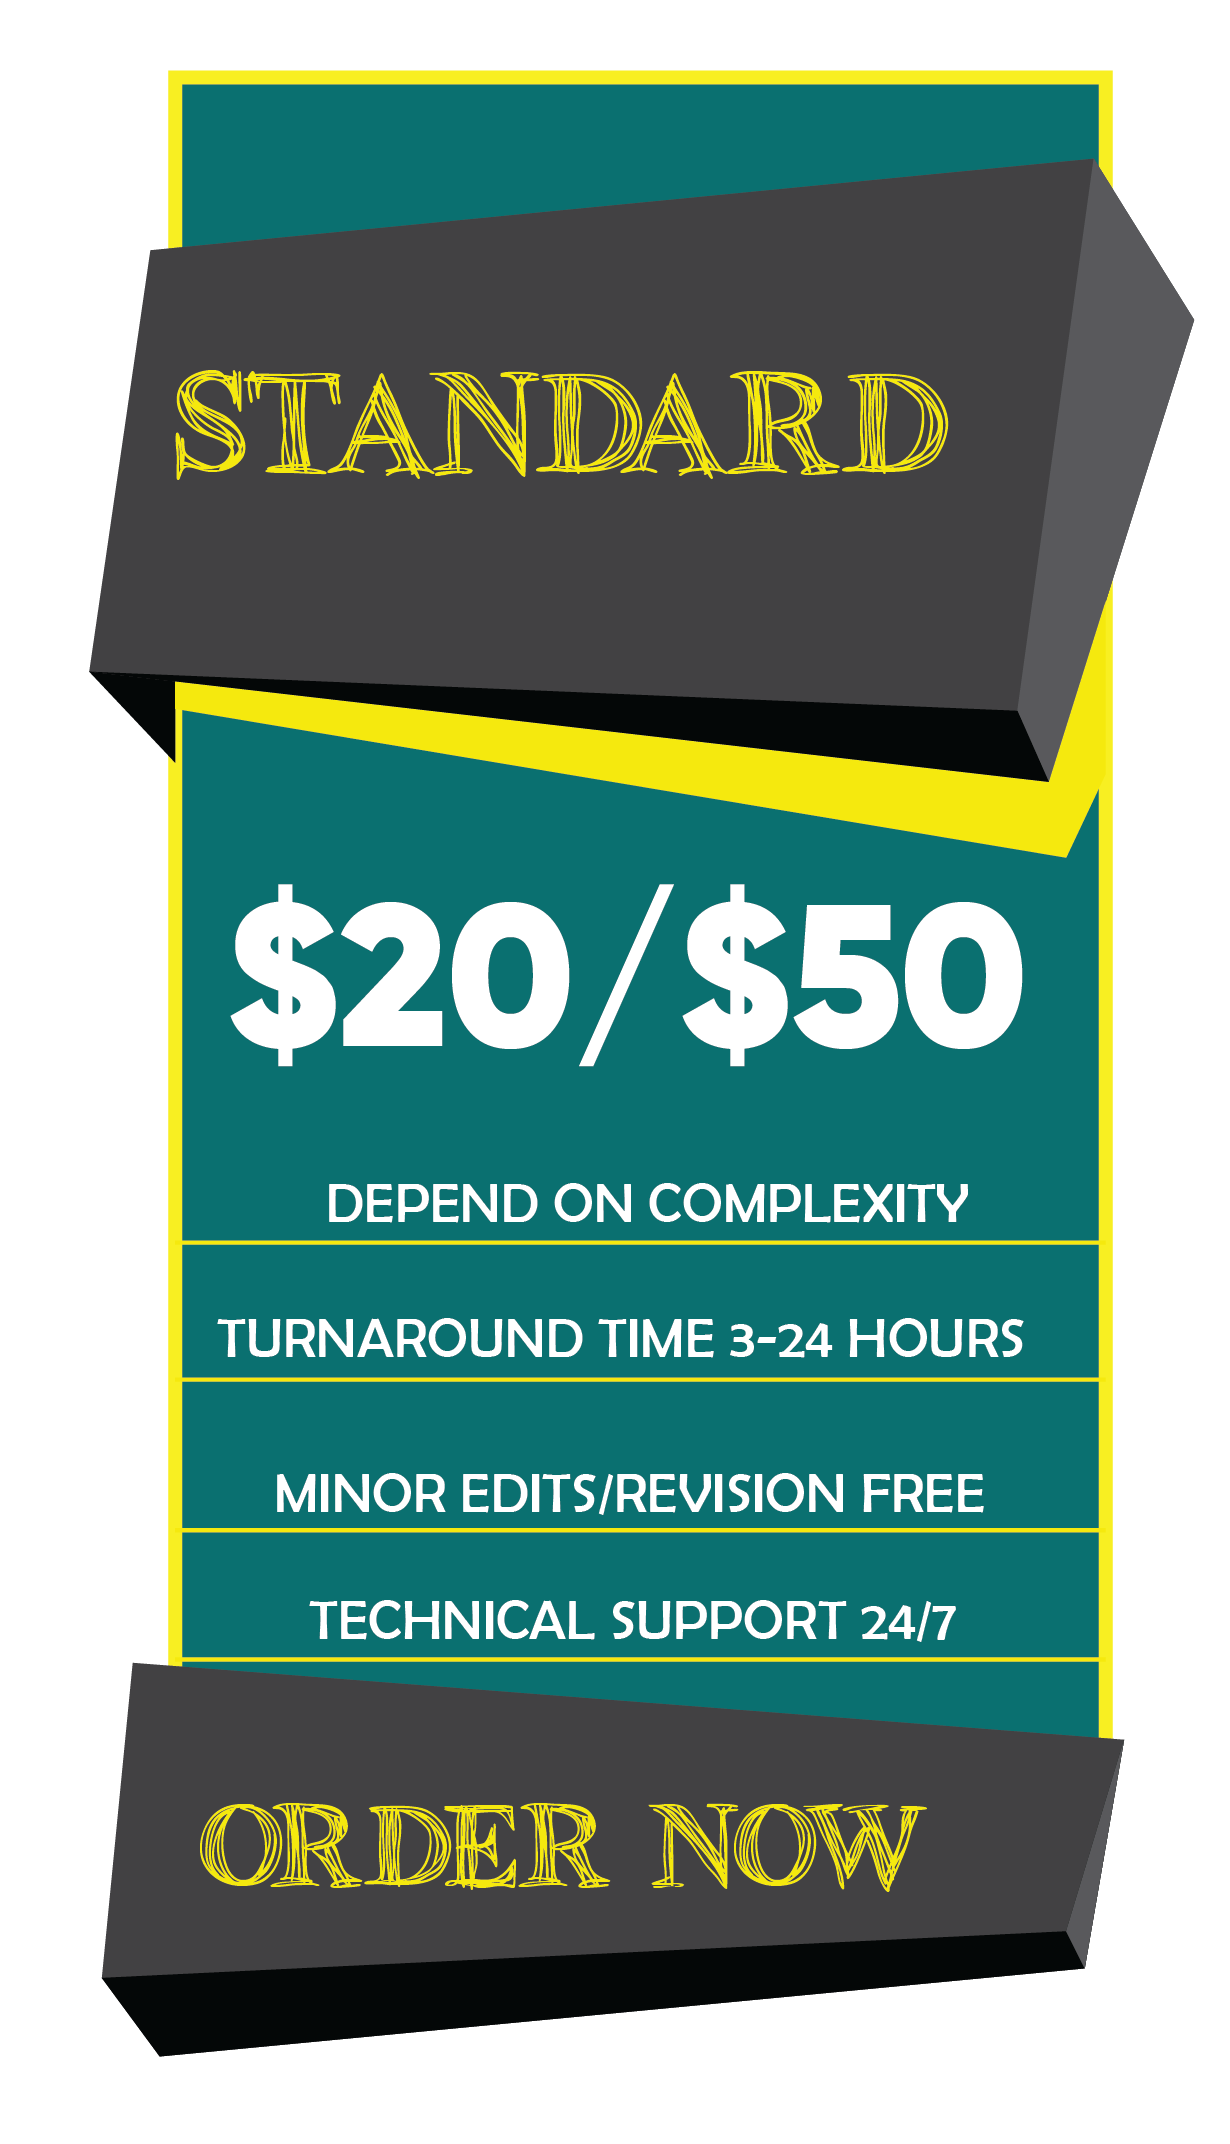 STANDARD
$20/$50
DEPEND ON COMPLEXITY
TURNAROUND TIME 3-24 HOURS
MINOR EDITS/REVISION FREE
TECHNICAL SUPPORT 24/7
ORDER NOW